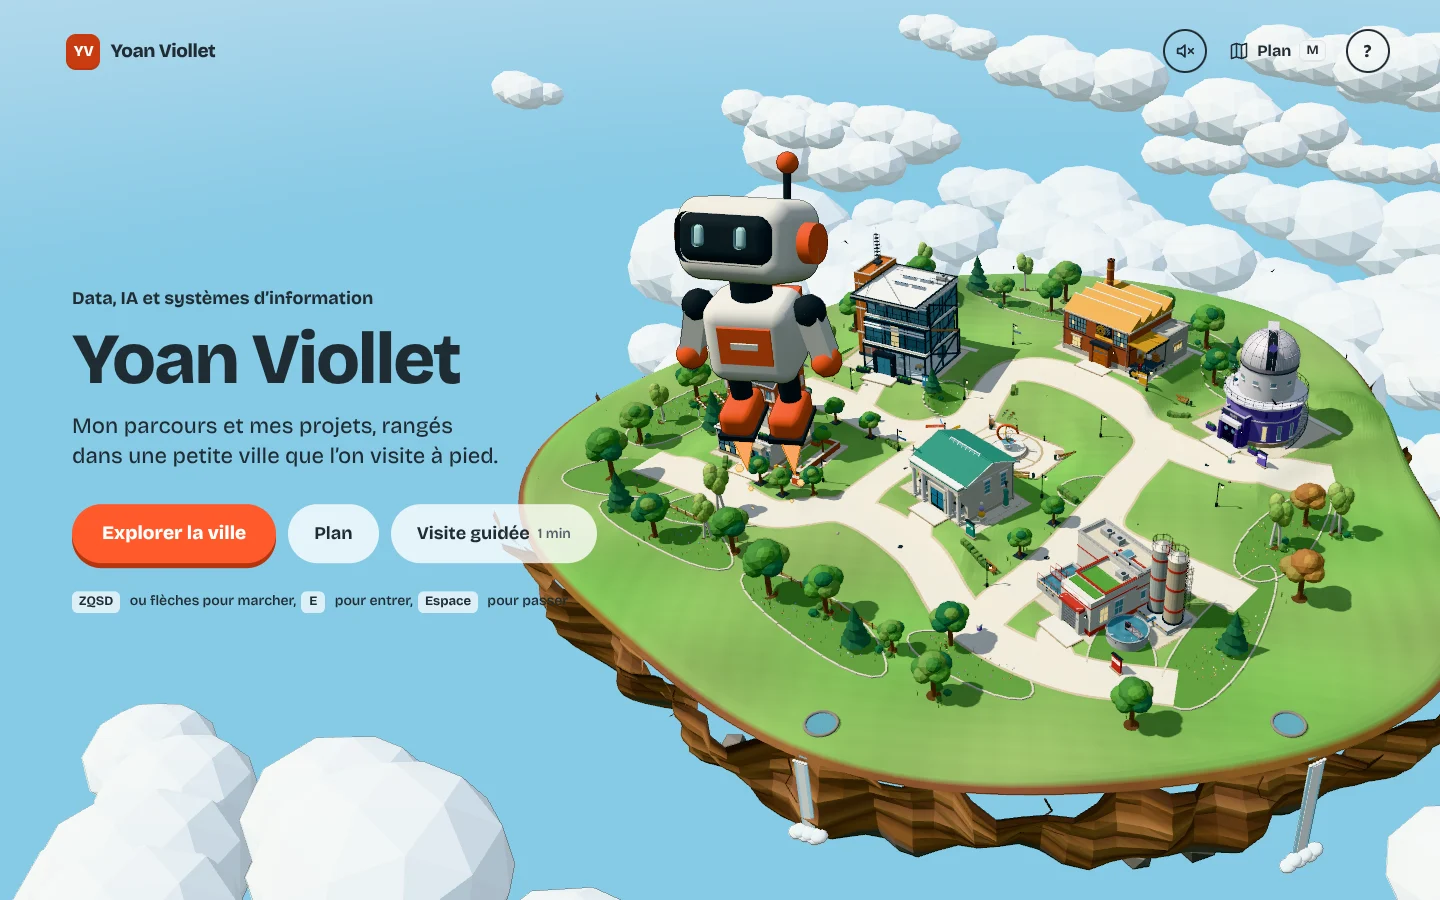 YV Yoan Viollet
Plan M ?
Data, IA et systèmes d'information
Yoan Viollet
Mon parcours et mes projets, rangés
dans une petite ville que l'on visite à pied.
Explorer la ville Plan Visite guidée 1 min
ZQSD ou flèches pour marcher, E pour entrer, Espace pour passer